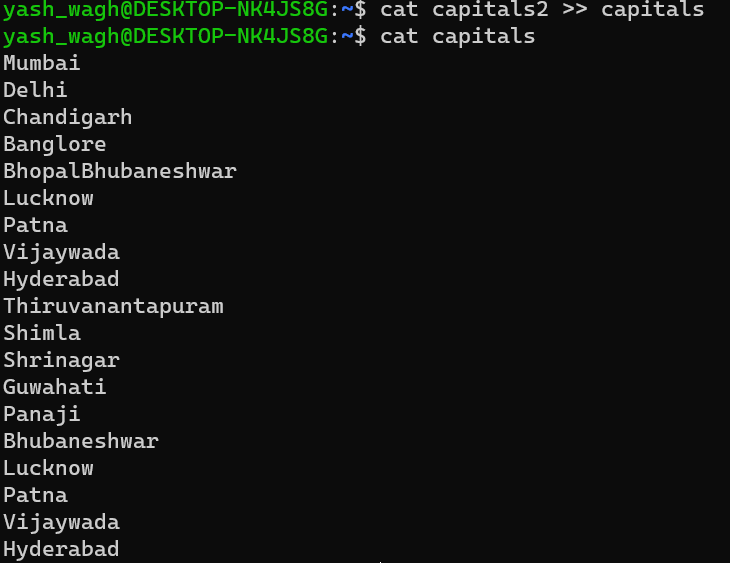 yash_wagh@DESKTOP-NK4JS8G:~$ cat capitals2 >> capitals
yash_wagh@DESKTOP-NK4JS8G:~$ cat capitals
Mumbai
Delhi
Chandigarh
Banglore
BhopalBhubaneshwar
Lucknow
Patna
Vijaywada
Hyderabad
Thiruvanantapuram
Shimla
Shrinagar
Guwahati
Panaji
Bhubaneshwar
Lucknow
Patna
Vijaywada
Hyderabad